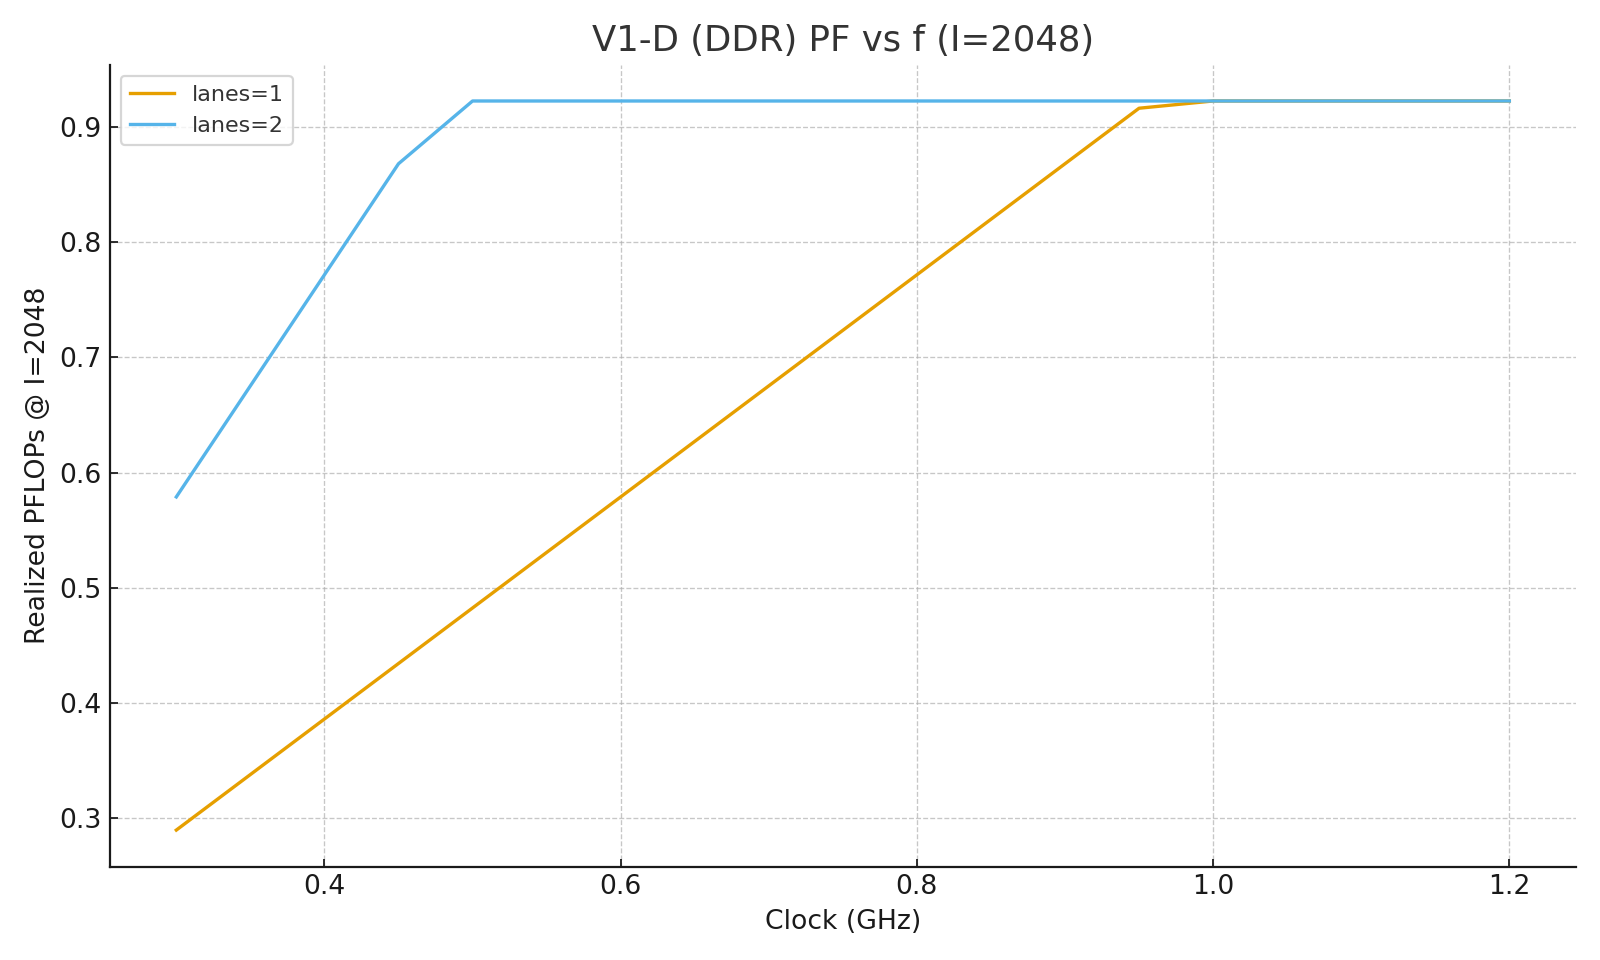 V1-D (DDR) PF vs f (I=2048)
lanes=1
lanes=2
Realized PFLOPs @ I=2048
0.9
0.8
0.7
0.6
0.5
0.4
0.3
0.4 0.6 0.8 1.0 1.2
Clock (GHz)